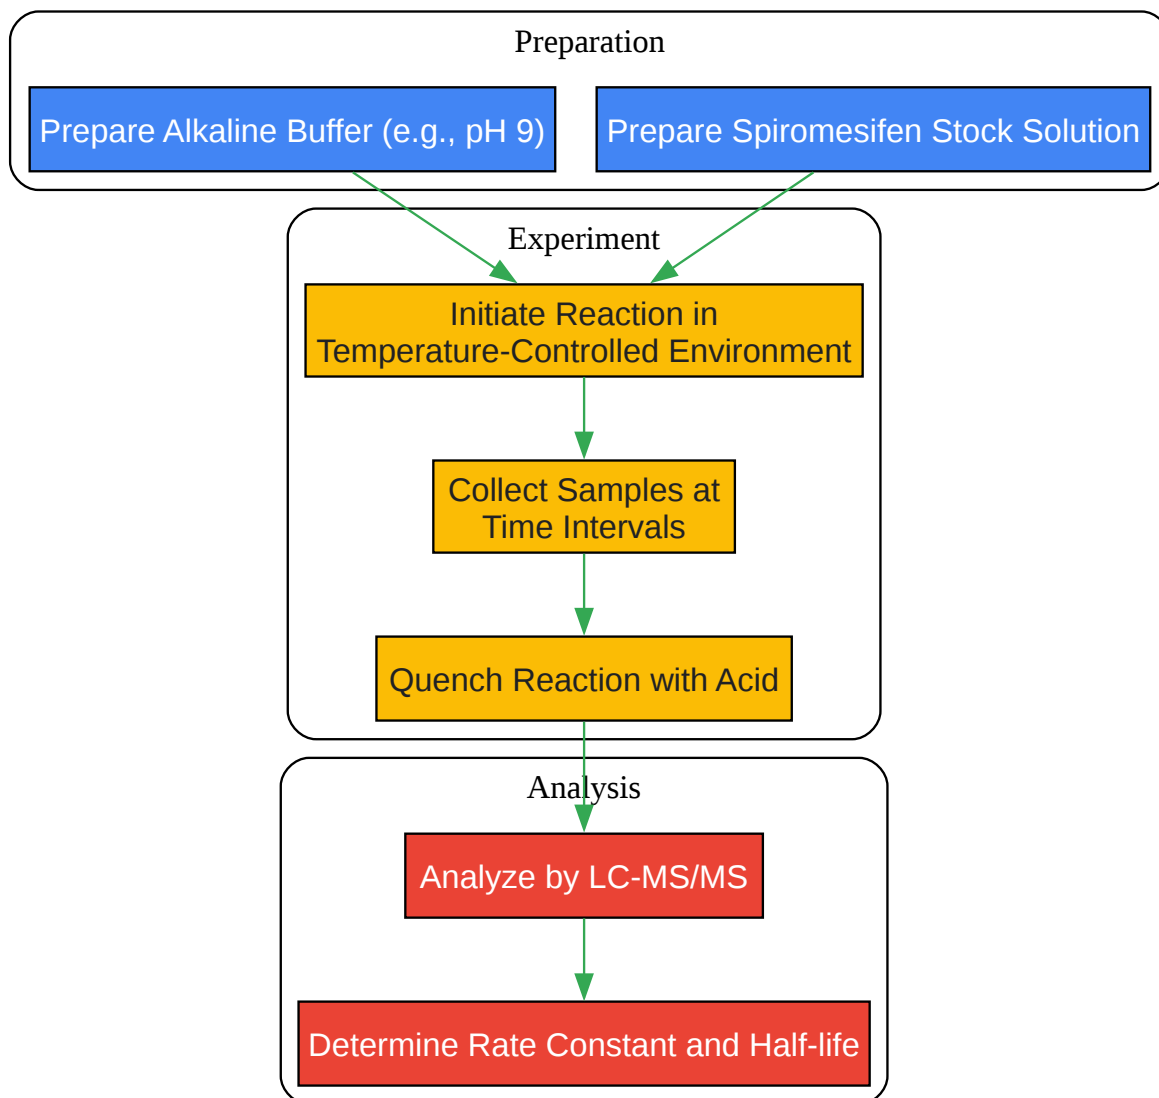 Preparation
Prepare Alkaline Buffer (e.g., pH 9)
Prepare Spiromesifen Stock Solution
Experiment
Initiate Reaction in
Temperature-Controlled Environment
Collect Samples at
Time Intervals
Quench Reaction with Acid
Analysis
Analyze by LC-MS/MS
Determine Rate Constant and Half-life